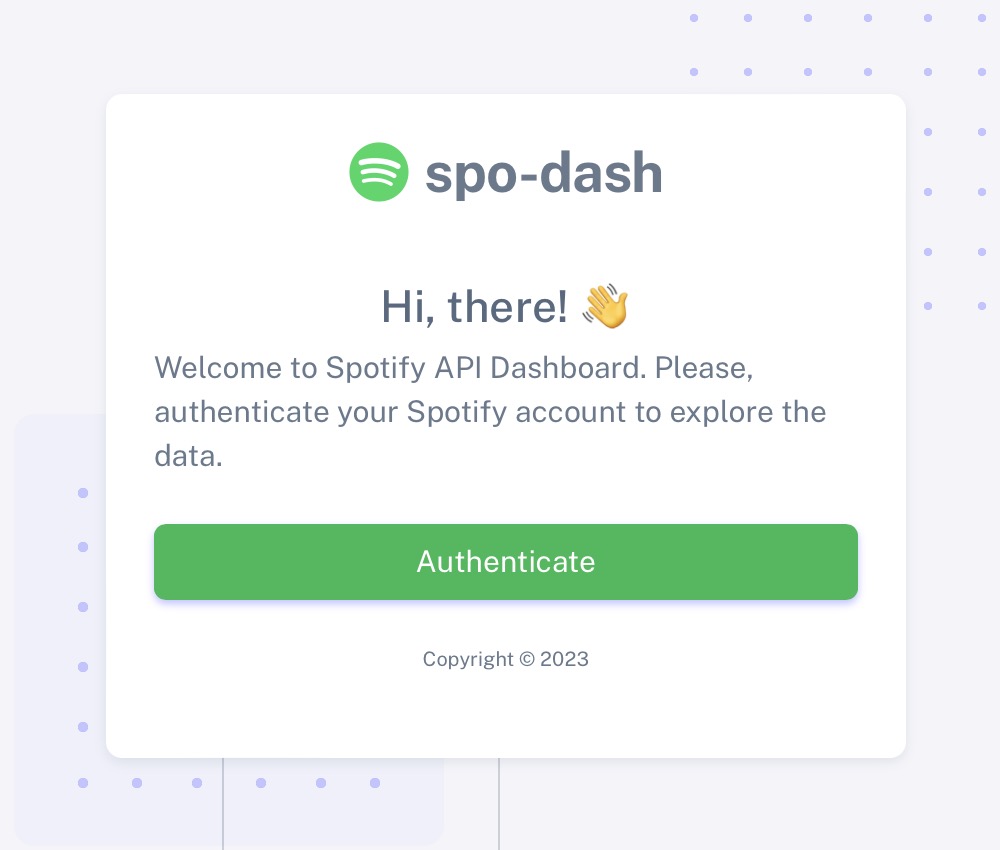 spo-dash
Hi, there! 👋
Welcome to Spotify API Dashboard. Please,
authenticate your Spotify account to explore the
data.
Authenticate
Copyright © 2023